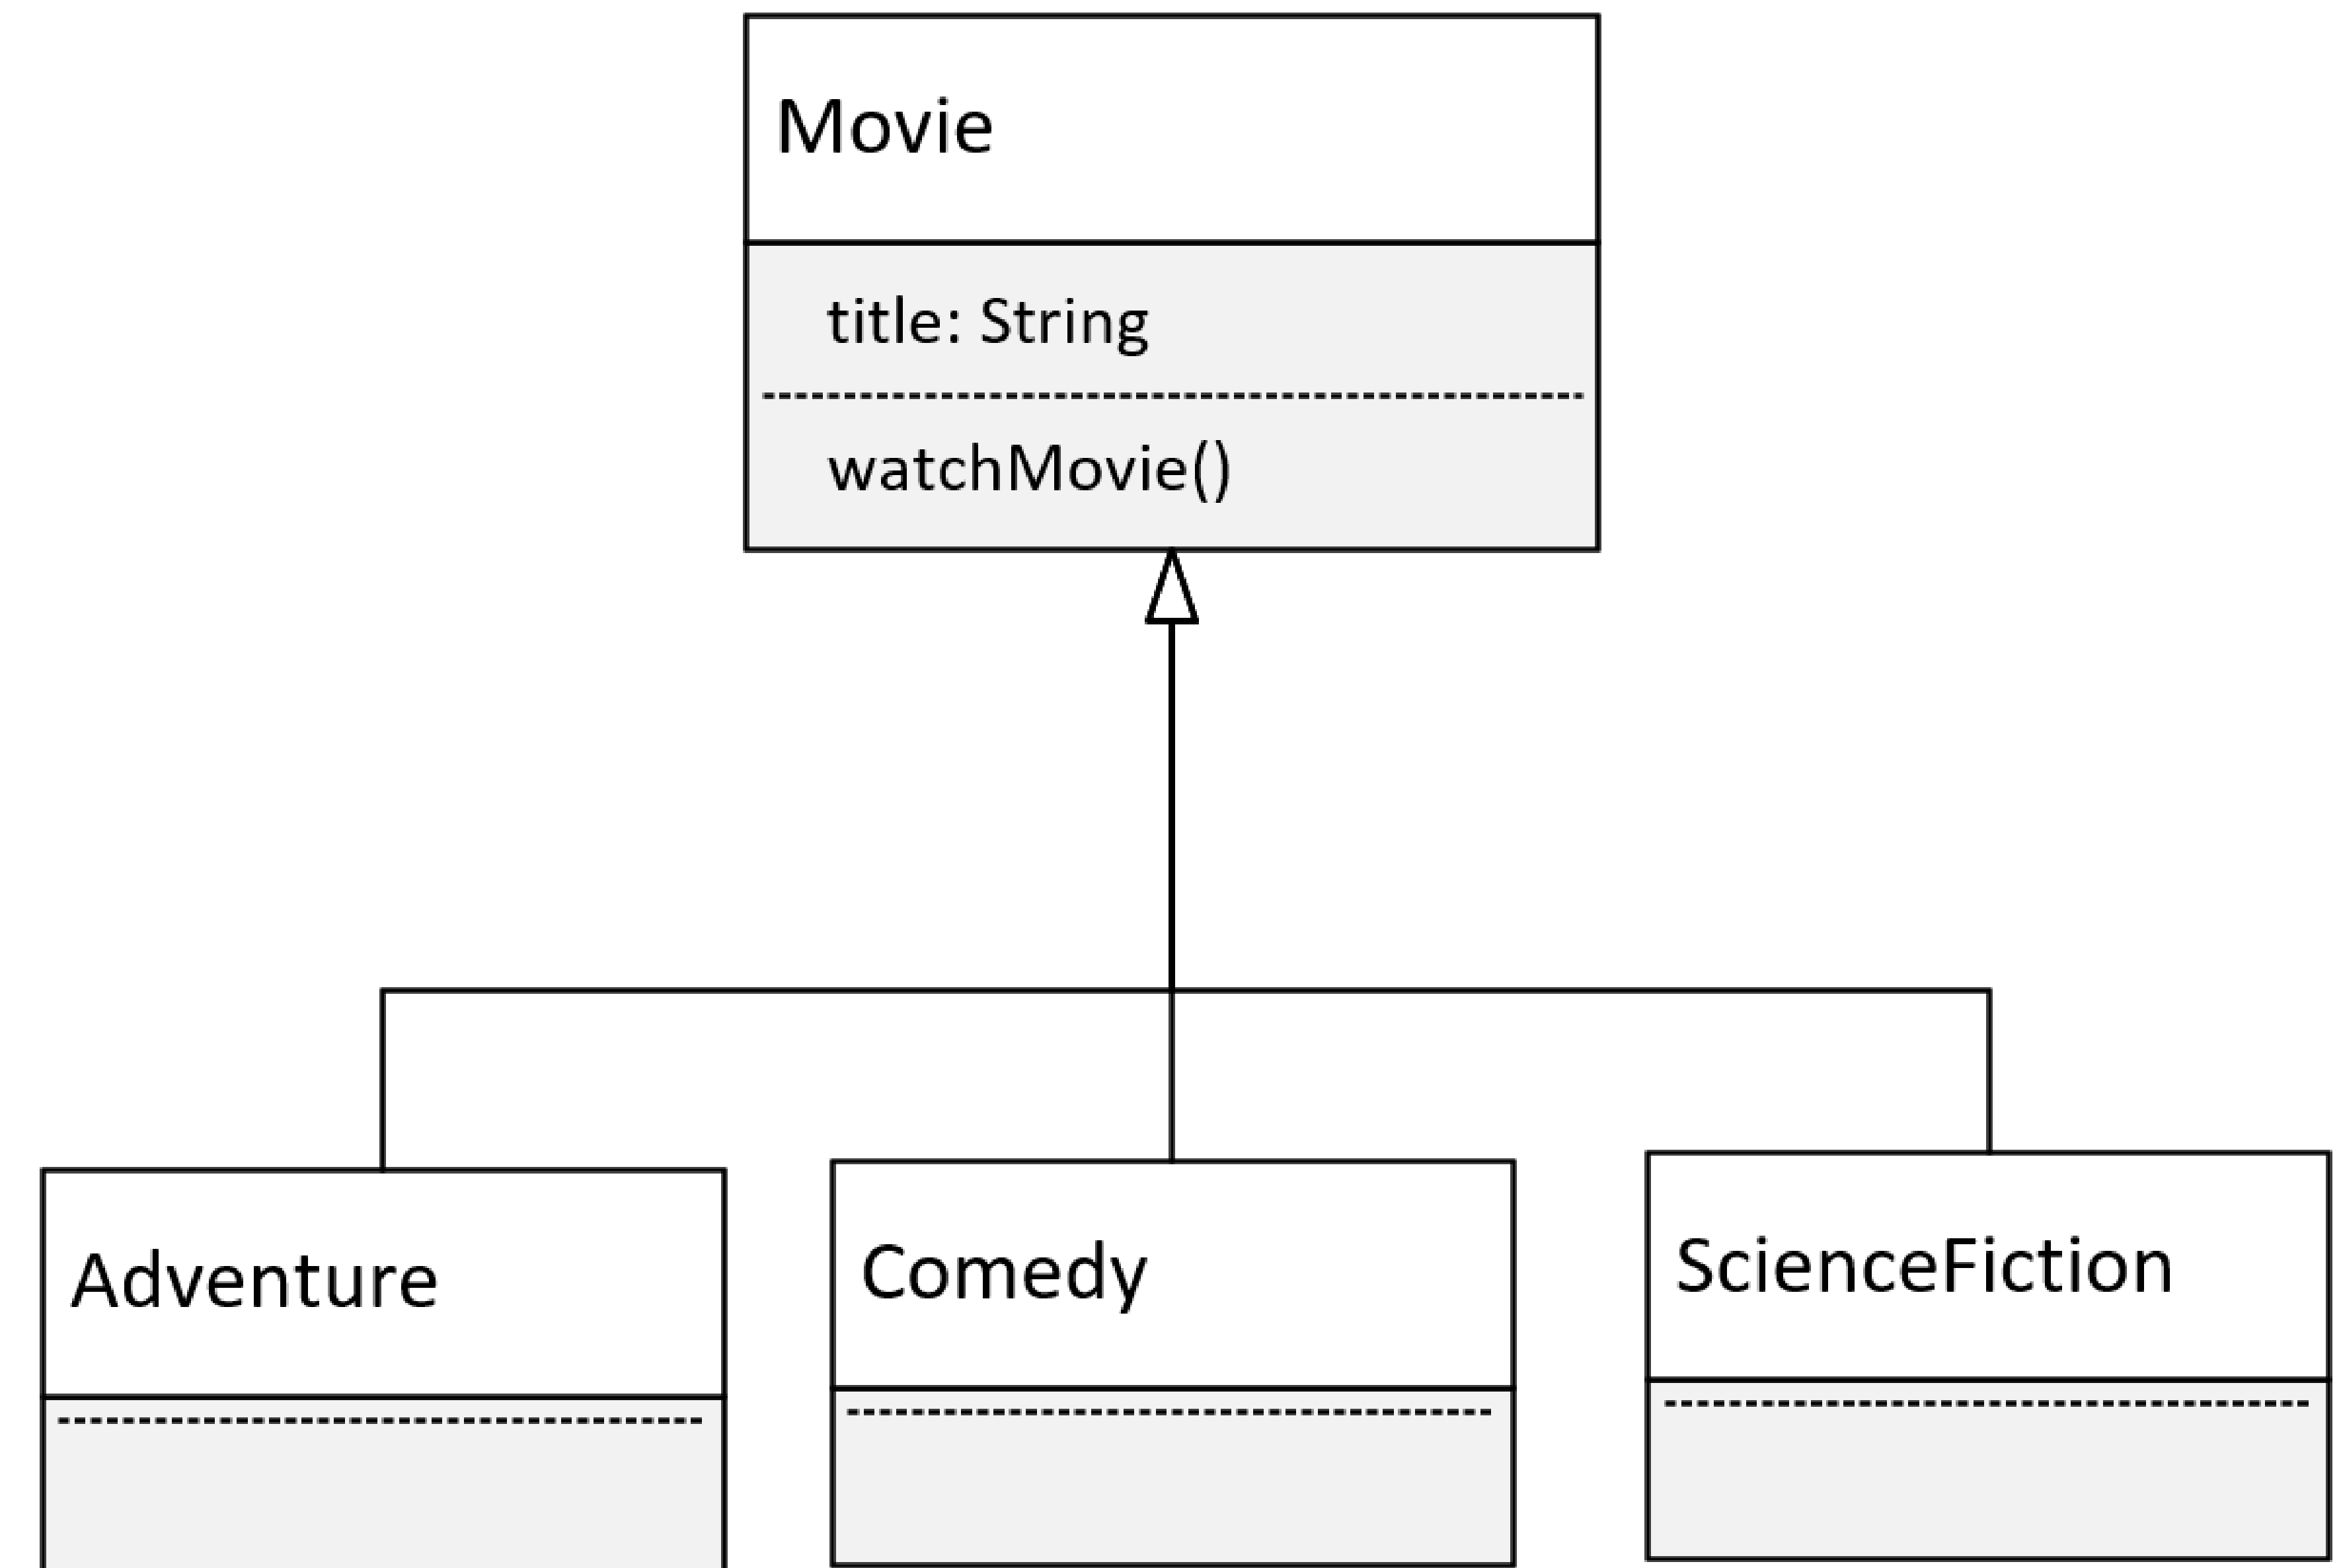 Movie
title: String
watchMovie()
Adventure
Comedy
ScienceFiction